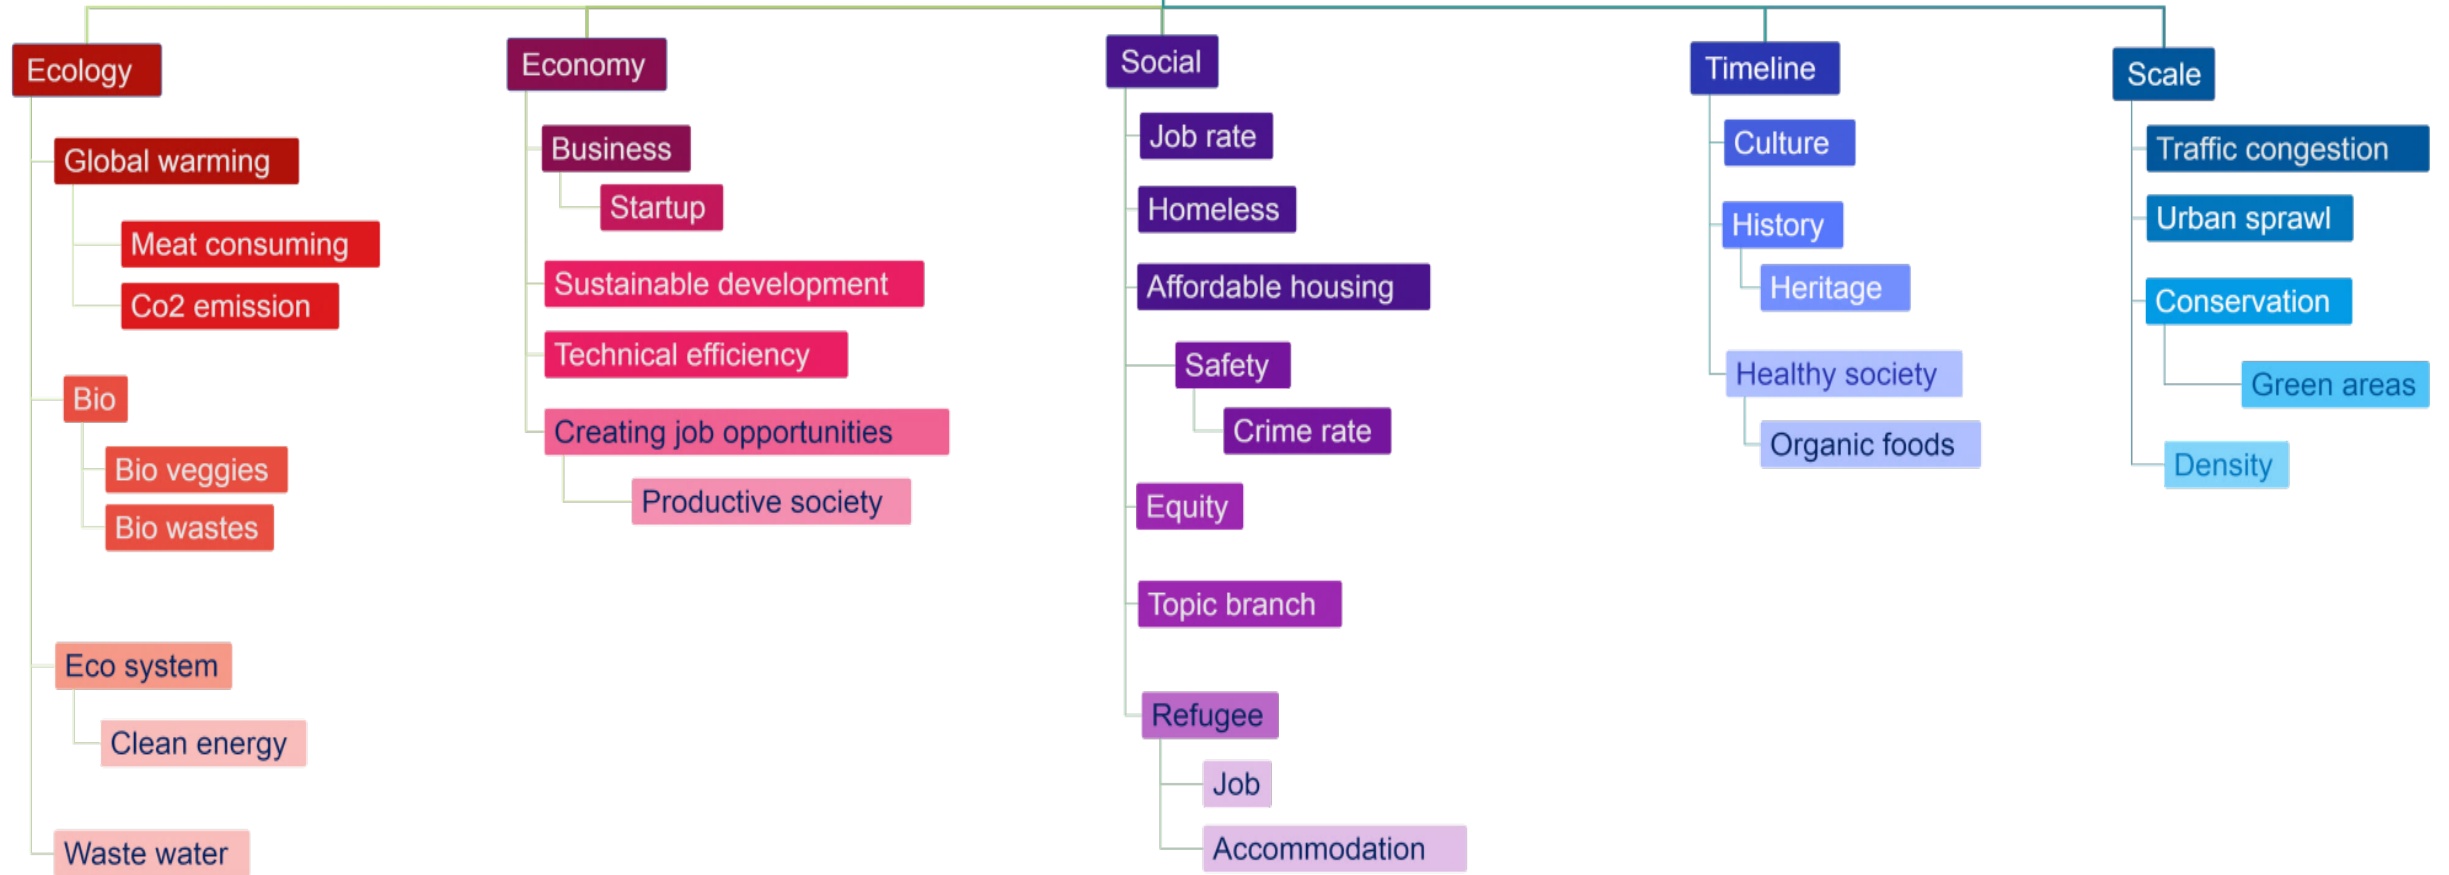 Ecology
Global warming
Meat consuming
Co2 emission
Bio
Bio veggies
Bio wastes
Eco system
Clean energy
Waste water
Economy
Business
Startup
Sustainable development
Technical efficiency
Creating job opportunities
Productive society
Social
Job rate
Homeless
Affordable housing
Safety
Crime rate
Equity
Topic branch
Refugee
Job
Accommodation
Timeline
Culture
History
Heritage
Healthy society
Organic foods
Scale
Traffic congestion
Urban sprawl
Conservation
Green areas
Density